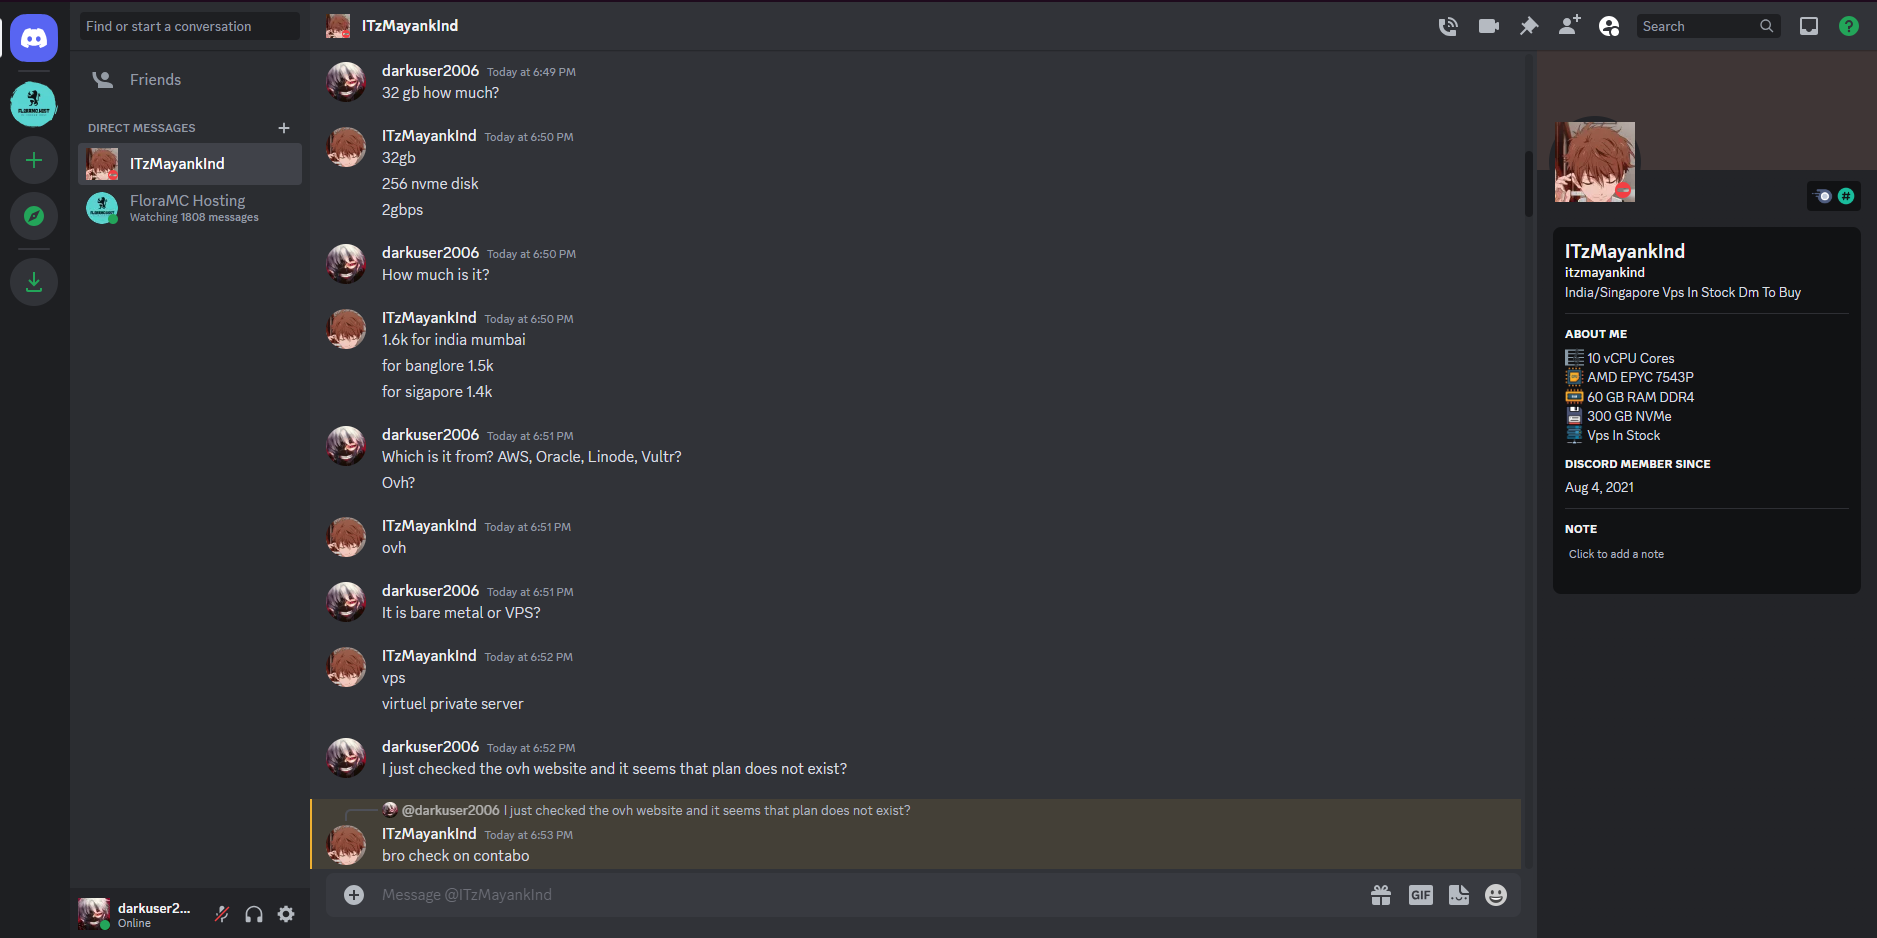 Find or start a conversation
Friends
DIRECT MESSAGES
ITzMayankInd
FloraMC Hosting
Watching 1808 messages
darkuser2...
Online
ITzMayankInd
Search
darkuser2006 Today at 6:49 PM
32 gb how much?
ITzMayankInd Today at 6:50 PM
32gb
256 nvme disk
2gbps
darkuser2006 Today at 6:50 PM
How much is it?
ITzMayankInd Today at 6:50 PM
1.6k for india mumbai
for banglore 1.5k
for sigapore 1.4k
darkuser2006 Today at 6:51 PM
Which is it from? AWS, Oracle, Linode, Vultr?
Ovh?
ITzMayankInd Today at 6:51 PM
ovh
darkuser2006 Today at 6:51 PM
It is bare metal or VPS?
ITzMayankInd Today at 6:52 PM
vps
virtuel private server
darkuser2006 Today at 6:52 PM
I just checked the ovh website and it seems that plan does not exist?
@darkuser2006 I just checked the ovh website and it seems that plan does not exist?
ITzMayankInd Today at 6:53 PM
bro check on contabo
Message @ITzMayankInd
GIF
ITzMayankInd
itzmayankind
India/Singapore Vps In Stock Dm To Buy
ABOUT ME
10 vCPU Cores
AMD EPYC 7543P
60 GB RAM DDR4
300 GB NVMe
Vps In Stock
DISCORD MEMBER SINCE
Aug 4, 2021
NOTE
Click to add a note